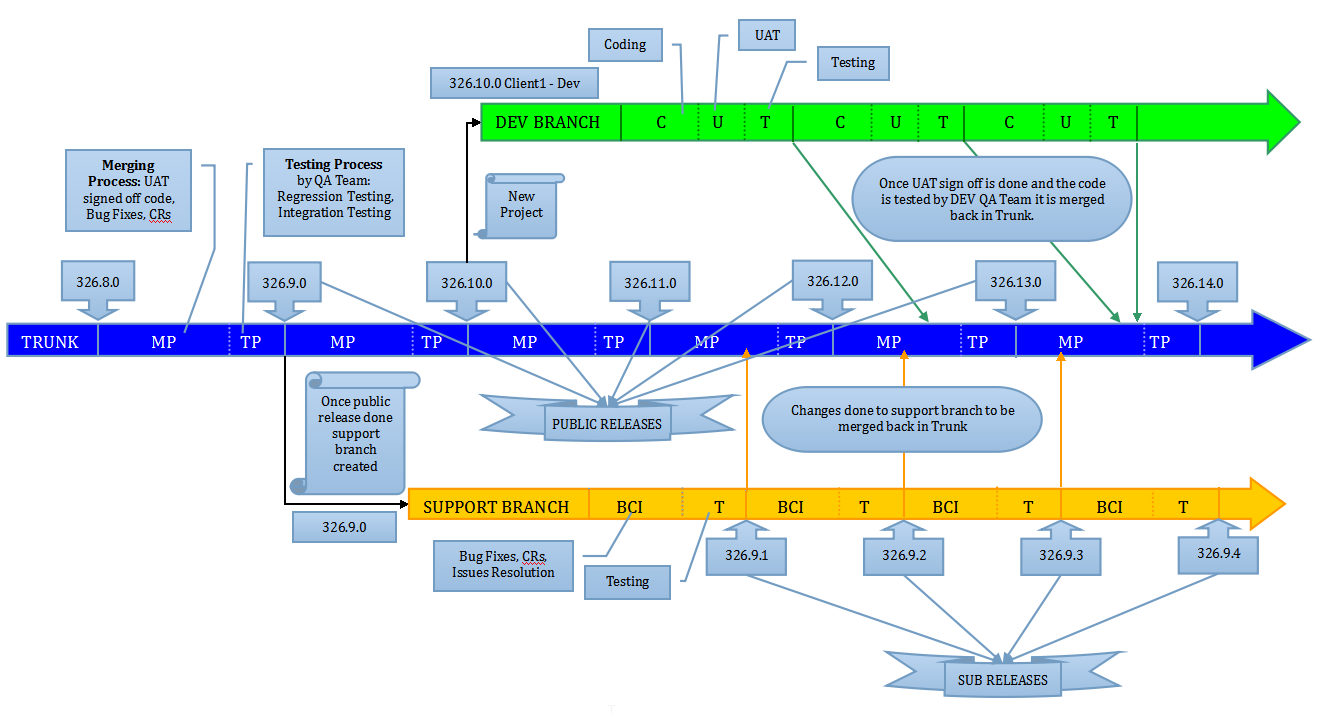 Coding
UAT
Testing
326.10.0 Client1 - Dev
DEV BRANCH
C
U
T
C
U
T
C
U
T
Merging
Process: UAT
signed off code,
Bug Fixes, CRs
Testing Process
by QA Team:
Regression Testing,
Integration Testing
New
Project
Once UAT sign off is done and the code
is tested by DEV QA Team it is merged
back in Trunk.
326.8.0
326.9.0
326.10.0
326.11.0
326.12.0
326.13.0
326.14.0
TRUNK
MP
TP
MP
TP
MP
TP
MP
TP
MP
TP
MP
TP
Once public
release done
support
branch
created
PUBLIC RELEASES
Changes done to support branch to be
merged back in Trunk
326.9.0
SUPPORT BRANCH
BCI
T
BCI
T
BCI
T
BCI
T
Bug Fixes, CRs,
Issues Resolution
Testing
326.9.1
326.9.2
326.9.3
326.9.4
SUB RELEASES